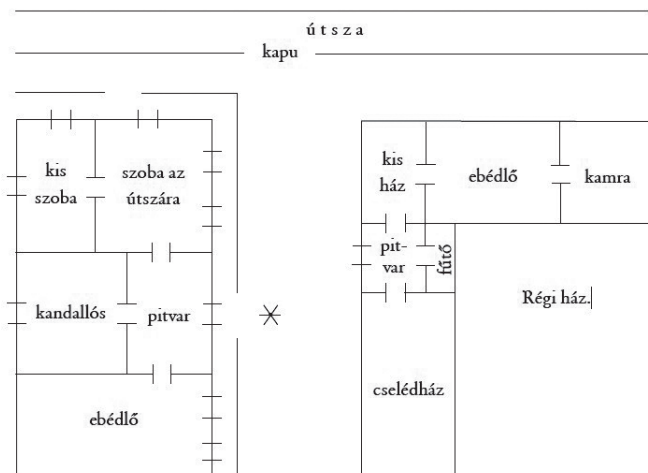 útsza
kapu
kis
szoba
szoba az
útszára
kandallós
pitvar
ebédlő
kis
ház
ebédlő
kamra
pit-
var
fűtő
Régi ház.
cselédház